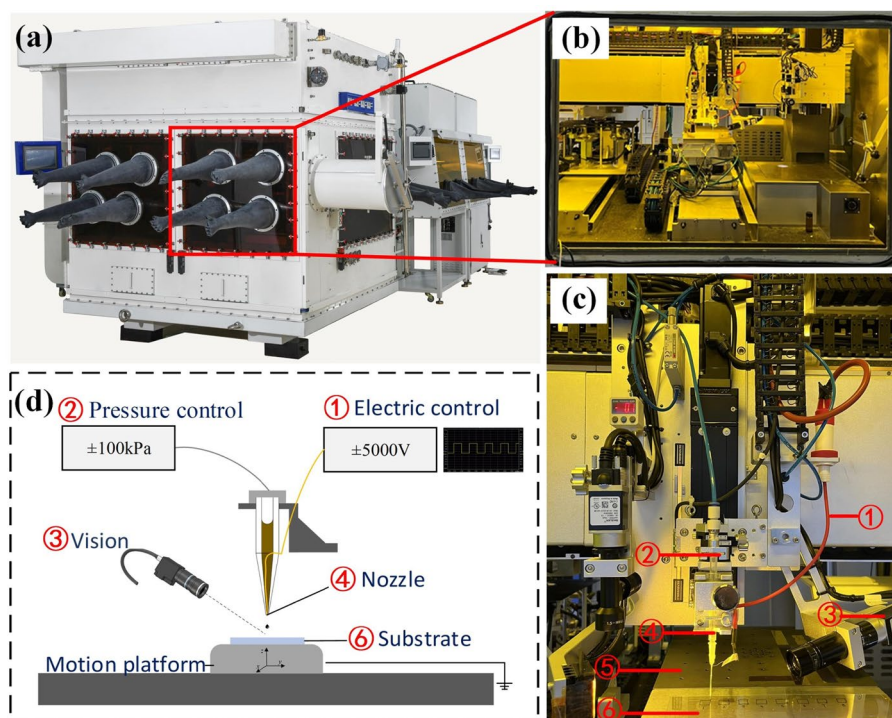 (a)
(b)
(c)
①
②
③
④
⑤
⑥
(d)
② Pressure control
±100kPa
① Electric control
±5000V
③ Vision
④ Nozzle
⑥ Substrate
Motion platform